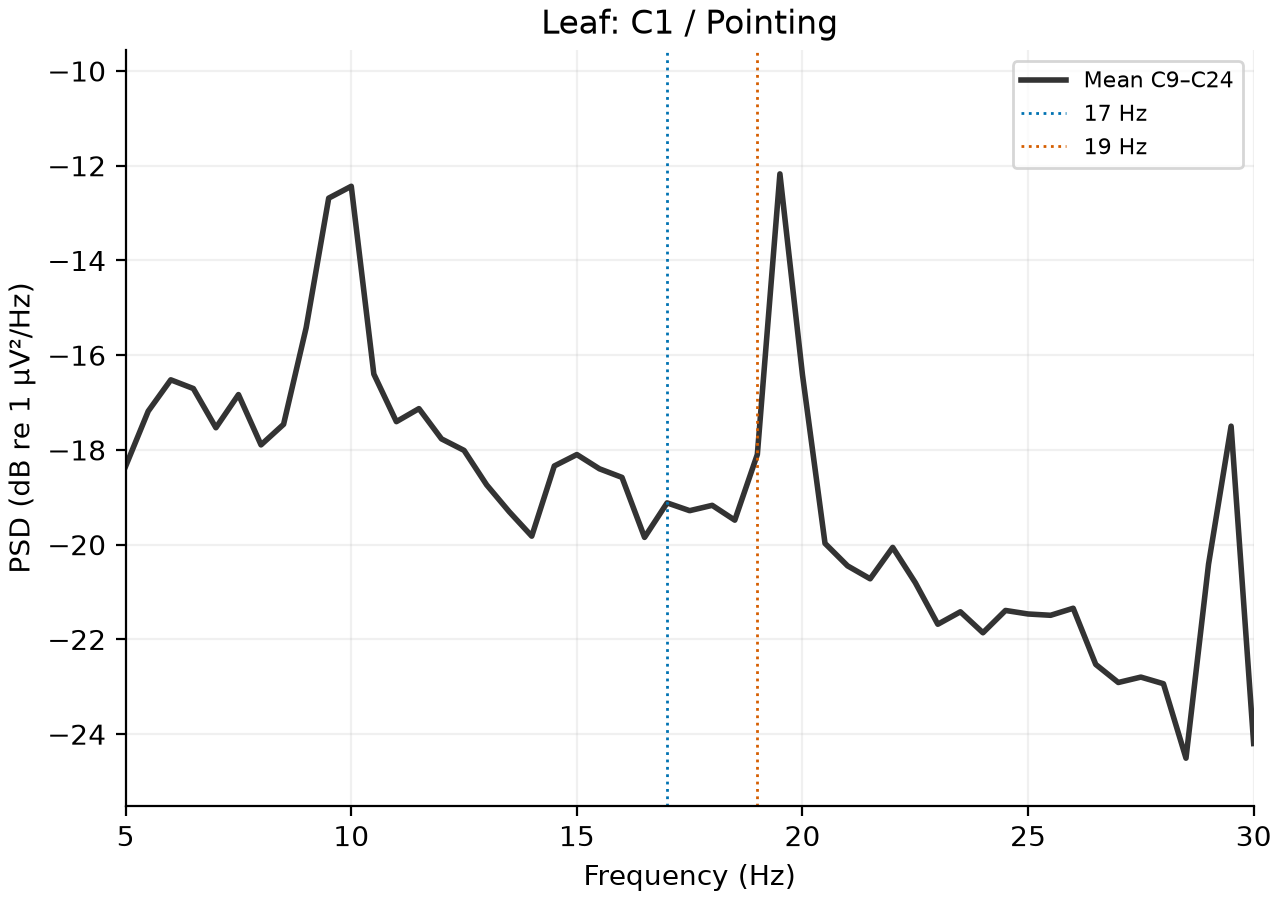 Leaf: C1 / Pointing
Mean C9–C24
17 Hz
19 Hz
−10
−12
−14
−16
−18
−20
−22
−24
PSD (dB re 1 µV²/Hz)
5 10 15 20 25 30
Frequency (Hz)